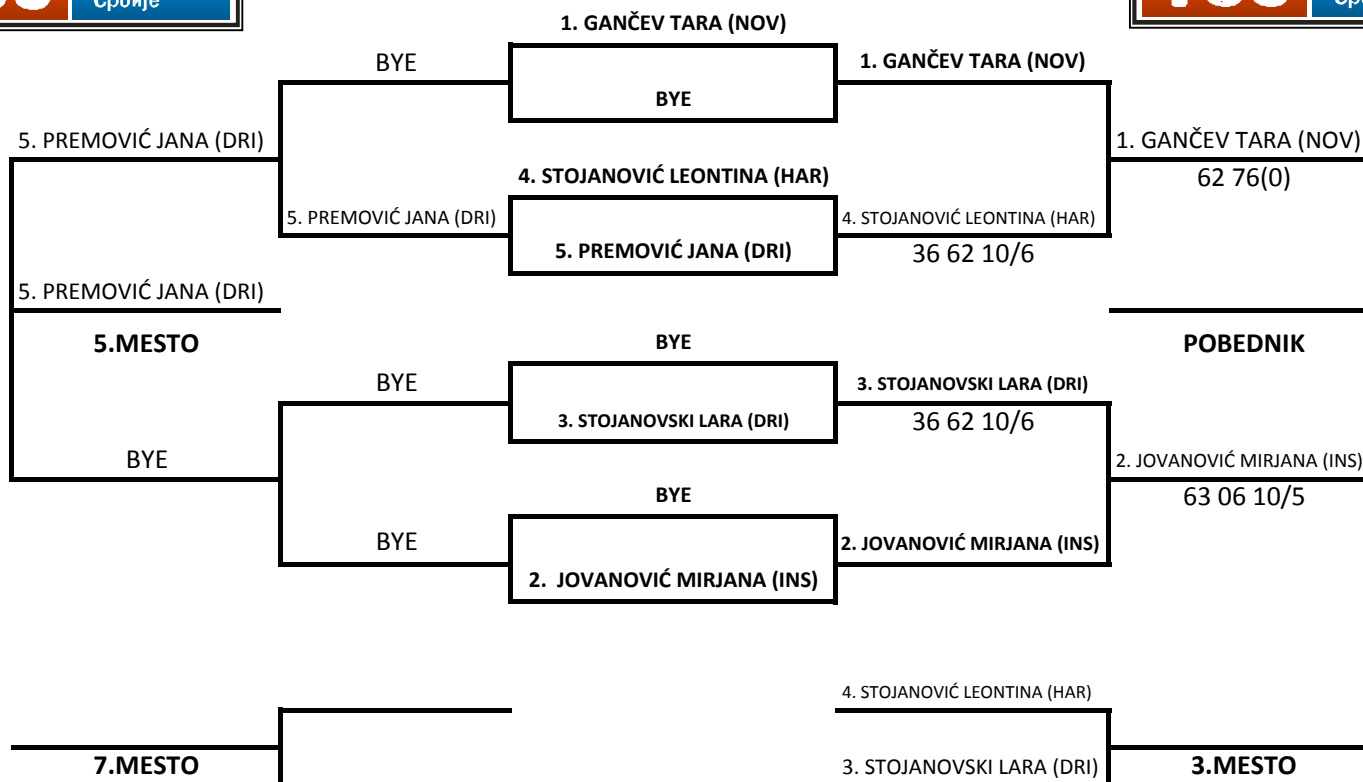 Србије
1. GANČEV TARA (NOV)
BYE
1. GANČEV TARA (NOV)
BYE
5. PREMOVIĆ JANA (DRI)
1. GANČEV TARA (NOV)
62 76(0)
4. STOJANOVIĆ LEONTINA (HAR)
5. PREMOVIĆ JANA (DRI)
4. STOJANOVIĆ LEONTINA (HAR)
5. PREMOVIĆ JANA (DRI)
36 62 10/6
5. PREMOVIĆ JANA (DRI)
5.MESTO
BYE
POBEDNIK
BYE
3. STOJANOVSKI LARA (DRI)
3. STOJANOVSKI LARA (DRI)
36 62 10/6
BYE
2. JOVANOVIĆ MIRJANA (INS)
63 06 10/5
BYE
BYE
2. JOVANOVIĆ MIRJANA (INS)
2. JOVANOVIĆ MIRJANA (INS)
4. STOJANOVIĆ LEONTINA (HAR)
7.MESTO
3. STOJANOVSKI LARA (DRI)
3.MESTO